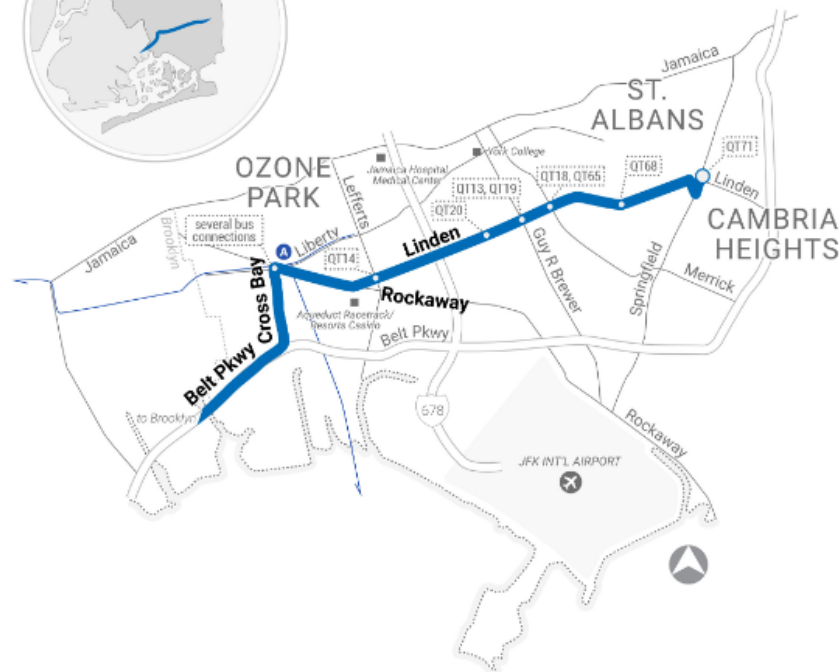 Jamaica
ST.
ALBANS
QT71
York College
OZONE
PARK
Jamaica Hospital
Medical Center
QT68
QT18, QT65
QT13, QT19
Linden
Lefferts
QT20
CAMBRIA
HEIGHTS
several bus
connections
Liberty
Brooklyn
Jamaica
A
Linden
Guy R Brewer
QT14
Springfield
Merrick
Cross Bay
Rockaway
Aqueduct Racetrack/
Resorts Casino
Belt Pkwy
Belt Pkwy
to Brooklyn
678
Rockaway
JFK INT'L AIRPORT